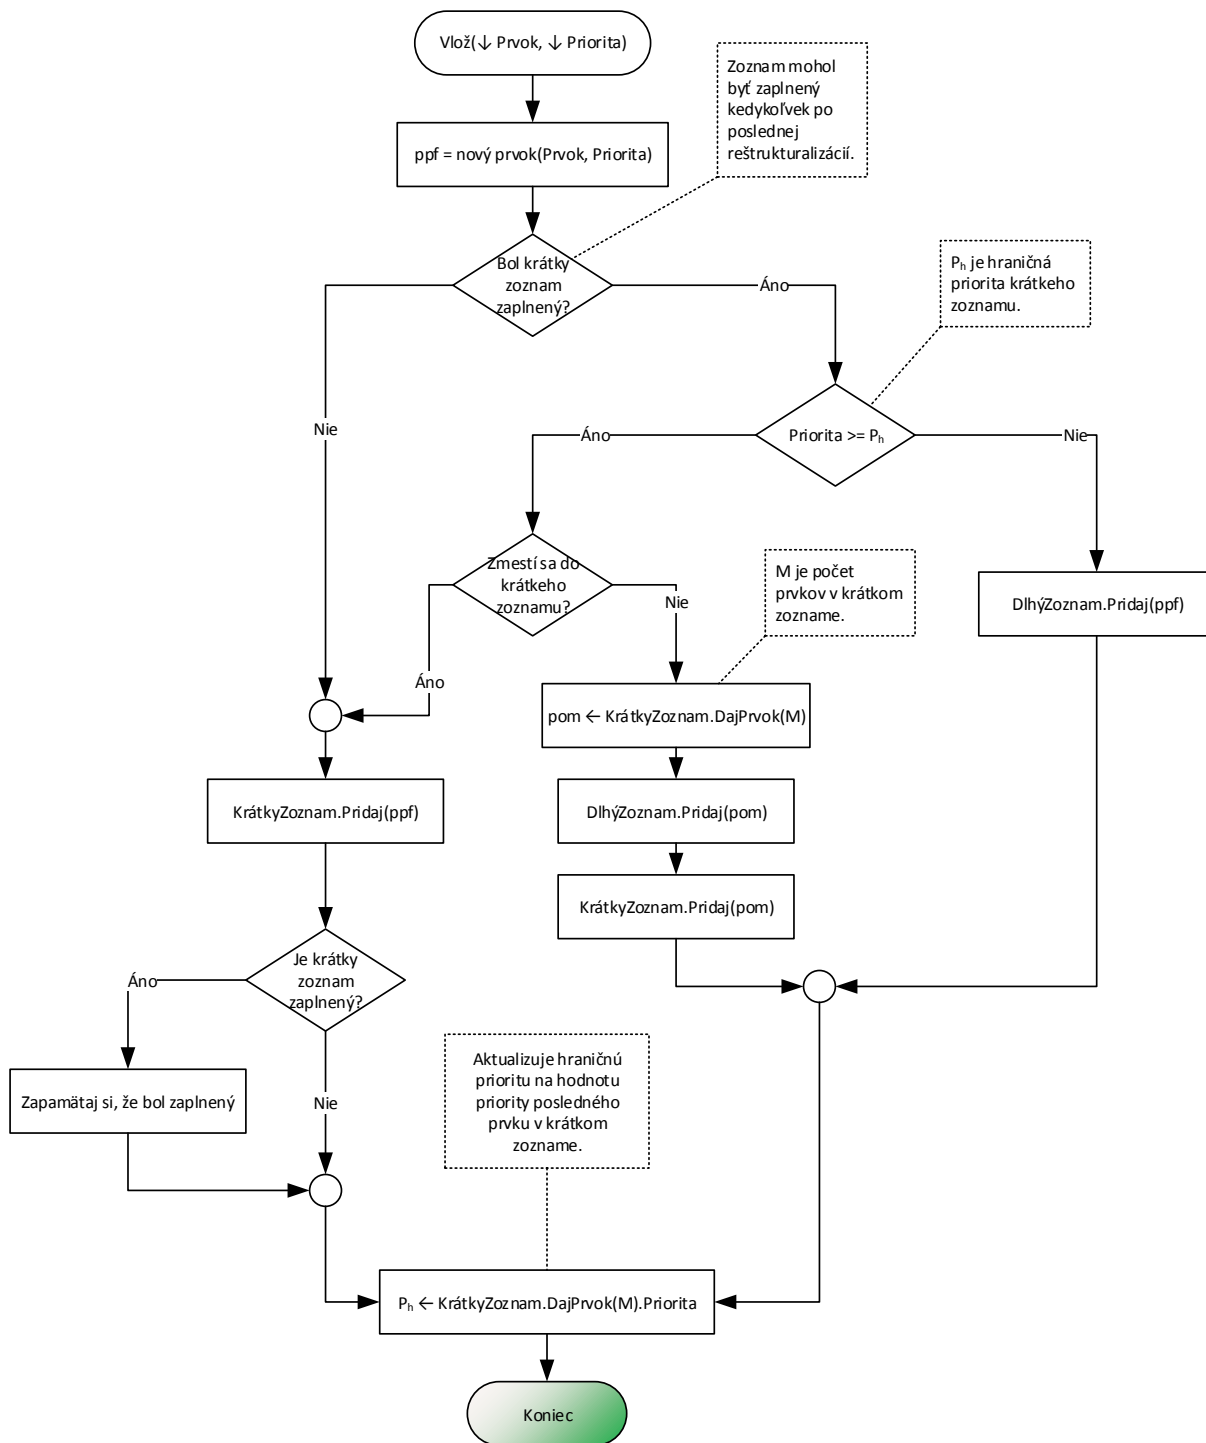 Vlož(↓ Prvok, ↓ Priorita)
Zoznam mohol
byť zaplnený
kedykoľvek po
poslednej
reštrukturalizácií.
ppf = nový prvok(Prvok, Priorita)
Bol krátky
zoznam
zaplnený?
Áno
Pₕ je hraničná
priorita krátkeho
zoznamu.
Nie
Priorita >= Pₕ
Áno
Nie
Zmestí sa do
krátkeho
zoznamu?
M je počet
prvkov v krátkom
zozname.
Nie
DlhýZoznam.Pridaj(ppf)
Áno
pom ← KrátkyZoznam.DajPrvok(M)
KrátkyZoznam.Pridaj(ppf)
DlhýZoznam.Pridaj(pom)
KrátkyZoznam.Pridaj(pom)
Je krátky
zoznam
zaplnený?
Áno
Zapamätaj si, že bol zaplnený
Nie
Aktualizuje hraničnú
prioritu na hodnotu
priority posledného
prvku v krátkom
zozname.
Pₕ ← KrátkyZoznam.DajPrvok(M).Priorita
Koniec